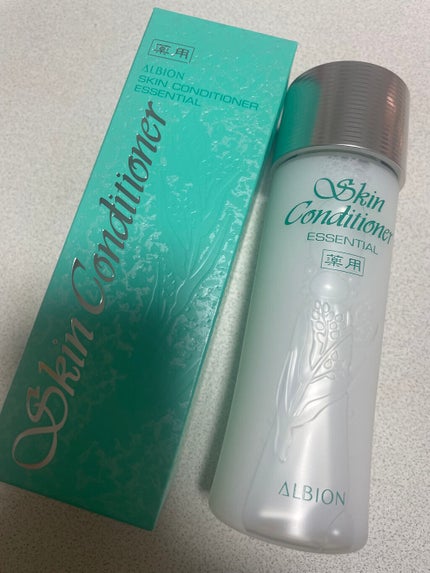 薬用
ALBION
SKIN CONDITIONER
ESSENTIAL
Skin Conditioner
Skin
Conditioner
ESSENTIAL
薬用
ALBION